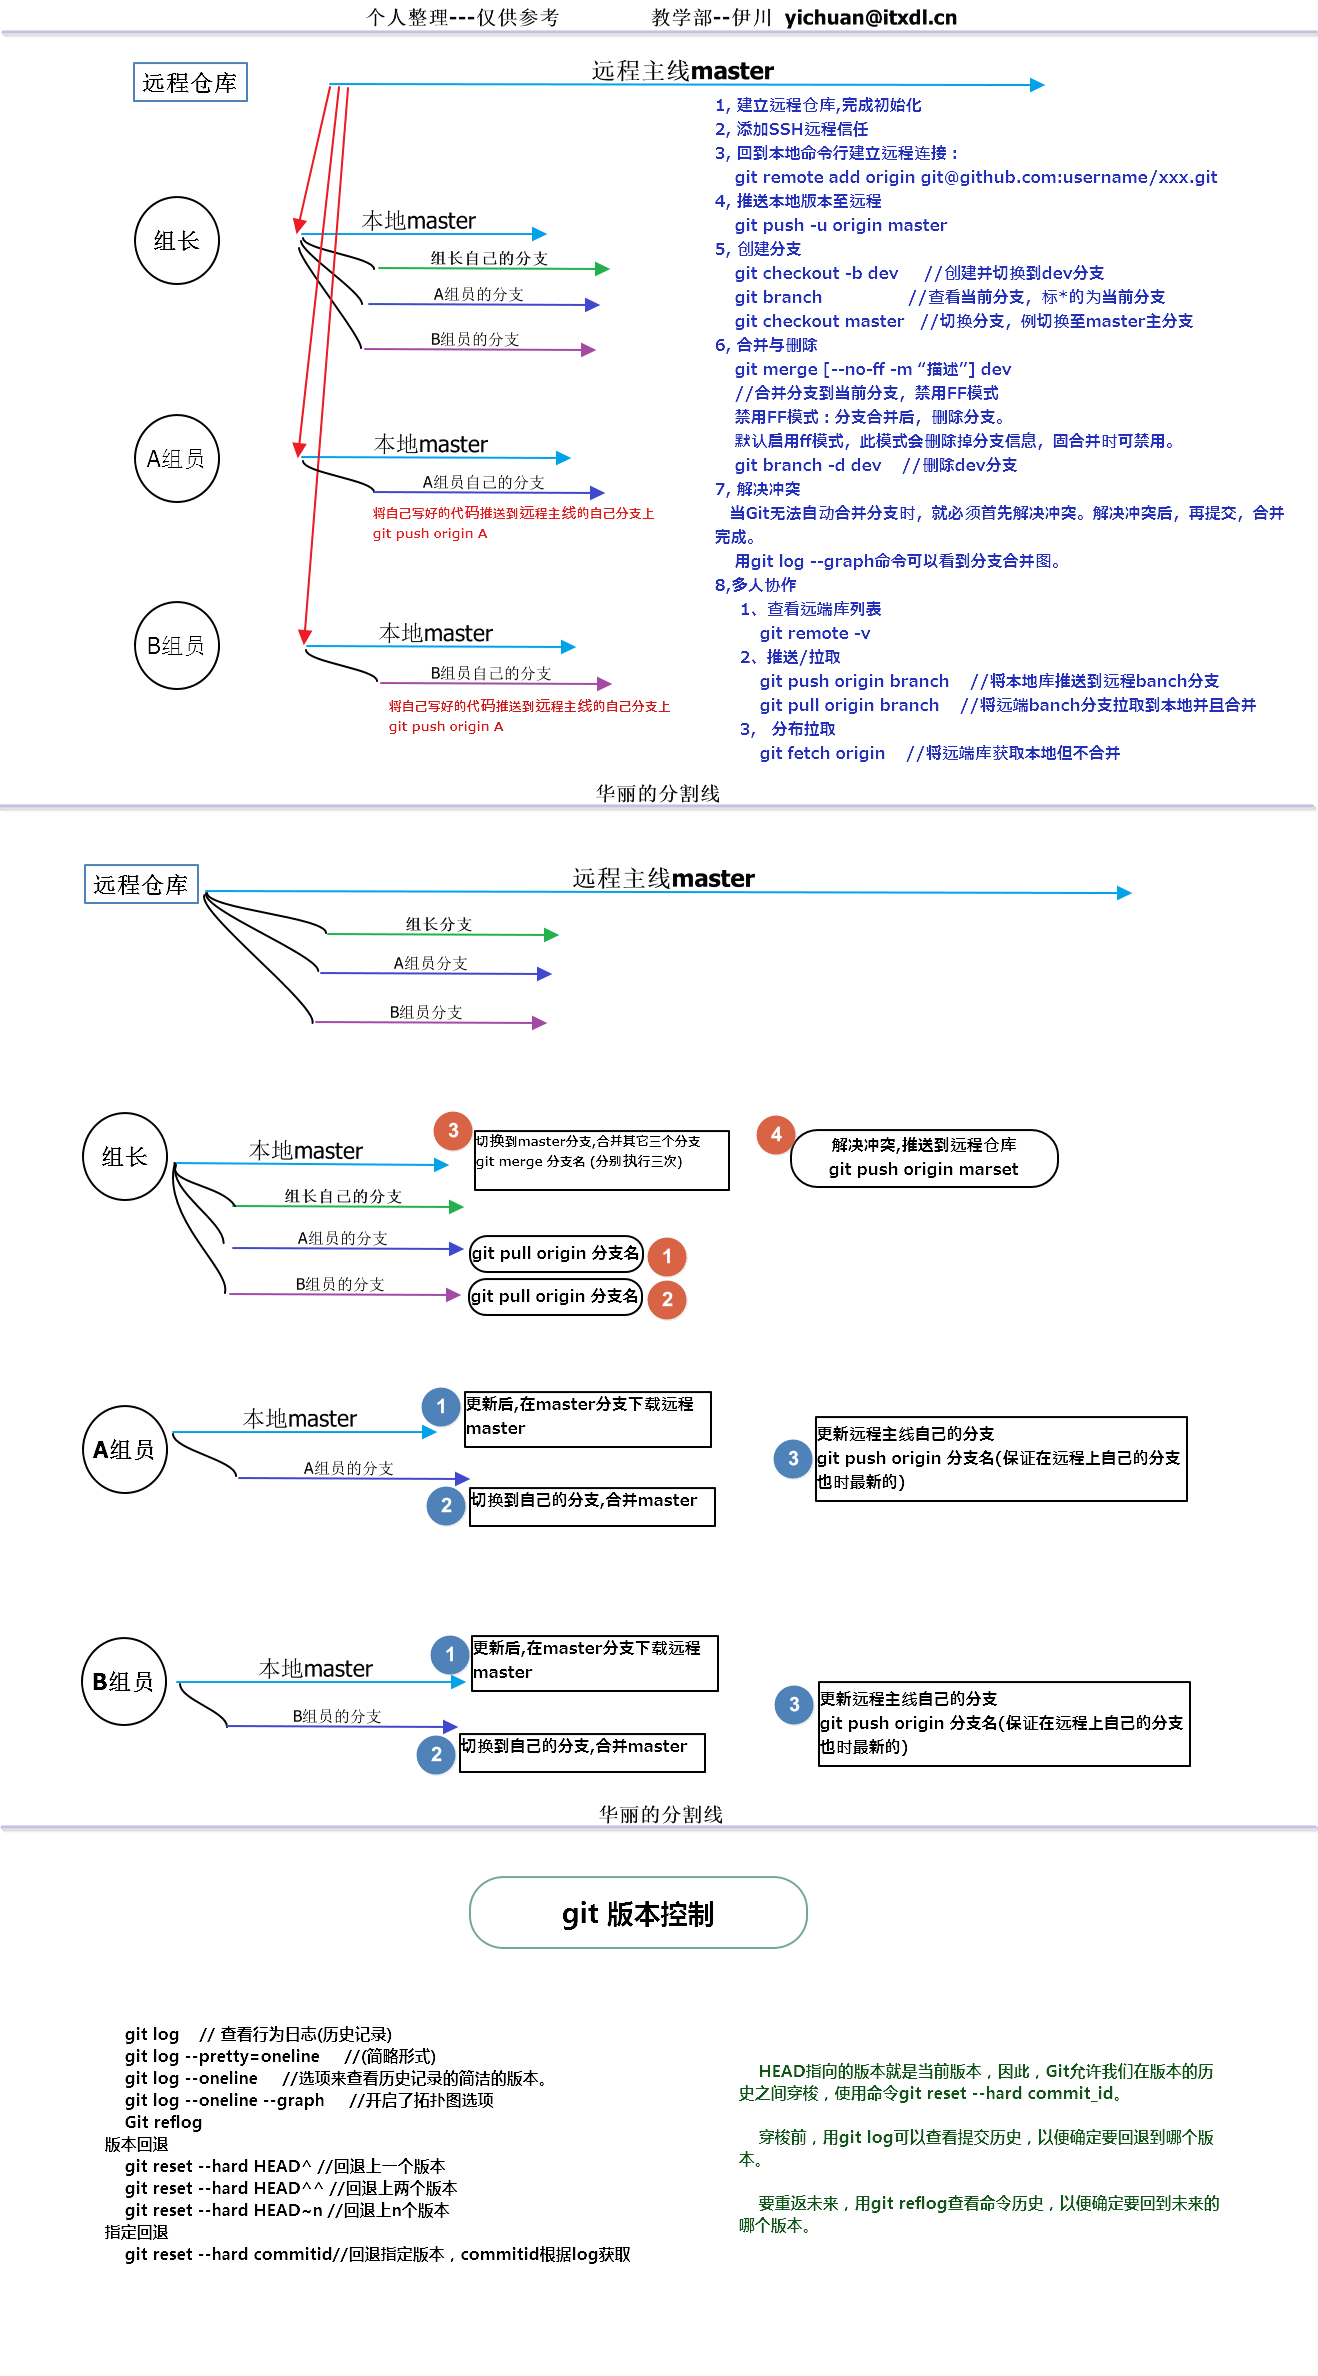 个人整理---仅供参考 教学部--伊川 yichuan@itxdl.cn
远程仓库
远程主线master
1, 建立远程仓库,完成初始化
2, 添加SSH远程信任
3, 回到本地命令行建立远程连接：
git remote add origin git@github.com:username/xxx.git
4, 推送本地版本至远程
git push -u origin master
5, 创建分支
git checkout -b dev //创建并切换到dev分支
git branch //查看当前分支，标*的为当前分支
git checkout master //切换分支，例切换至master主分支
6, 合并与删除
git merge [--no-ff -m “描述”] dev
//合并分支到当前分支，禁用FF模式
禁用FF模式：分支合并后，删除分支。
默认启用ff模式，此模式会删除掉分支信息，固合并时可禁用。
git branch -d dev //删除dev分支
7, 解决冲突
当Git无法自动合并分支时，就必须首先解决冲突。解决冲突后，再提交，合并
完成。
用git log --graph命令可以看到分支合并图。
8,多人协作
1、查看远端库列表
git remote -v
2、推送/拉取
git push origin branch //将本地库推送到远程banch分支
git pull origin branch //将远端banch分支拉取到本地并且合并
3, 分布拉取
git fetch origin //将远端库获取本地但不合并
组长
本地master
组长自己的分支
A组员的分支
B组员的分支
A组员
本地master
A组员自己的分支
将自己写好的代码推送到远程主线的自己分支上
git push origin A
B组员
本地master
B组员自己的分支
将自己写好的代码推送到远程主线的自己分支上
git push origin A
华丽的分割线
远程仓库
远程主线master
组长分支
A组员分支
B组员分支
组长
本地master
组长自己的分支
A组员的分支
B组员的分支
3
切换到master分支,合并其它三个分支
git merge 分支名 (分别执行三次)
4
解决冲突,推送到远程仓库
git push origin marset
git pull origin 分支名
1
git pull origin 分支名
2
A组员
本地master
A组员的分支
1
更新后,在master分支下载远程
master
2
切换到自己的分支,合并master
3
更新远程主线自己的分支
git push origin 分支名(保证在远程上自己的分支
也时最新的)
B组员
本地master
B组员的分支
1
更新后,在master分支下载远程
master
2
切换到自己的分支,合并master
3
更新远程主线自己的分支
git push origin 分支名(保证在远程上自己的分支
也时最新的)
华丽的分割线
git 版本控制
git log // 查看行为日志(历史记录)
git log --pretty=oneline //(简略形式)
git log --oneline //选项来查看历史记录的简洁的版本。
git log --oneline --graph //开启了拓扑图选项
Git reflog
版本回退
git reset --hard HEAD^ //回退上一个版本
git reset --hard HEAD^^ //回退上两个版本
git reset --hard HEAD~n //回退上n个版本
指定回退
git reset --hard commitid//回退指定版本，commitid根据log获取
HEAD指向的版本就是当前版本，因此，Git允许我们在版本的历
史之间穿梭，使用命令git reset --hard commit_id。
穿梭前，用git log可以查看提交历史，以便确定要回退到哪个版
本。
要重返未来，用git reflog查看命令历史，以便确定要回到未来的
哪个版本。